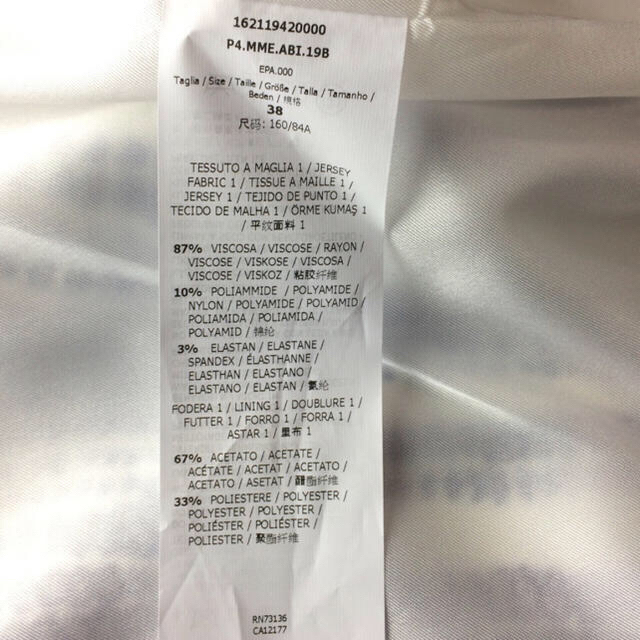 162119420000
P4.MME.ABI.19B
EPA.000
Taglia / Size / Taille / Größe / Talla / Tamanho /
Beden / 规格
38
尺码: 160/84A
TESSUTO A MAGLIA 1 / JERSEY
FABRIC 1 / TISSUE A MAILLE 1 /
JERSEY 1 / TEJIDO DE PUNTO 1 /
TECIDO DE MALHA 1 / ÖRME KUMAŞ 1
/ 平纹面料 1
87% VISCOSA / VISCOSE / RAYON /
VISCOSE / VISKOSE / VISCOSA /
VISCOSE / VISKOZ / 粘胶纤维
10% POLIAMMIDE / POLYAMIDE /
NYLON / POLYAMIDE / POLYAMID /
POLIAMIDA / POLIAMIDA /
POLYAMID / 锦纶
3% ELASTAN / ELASTANE /
SPANDEX / ÉLASTHANNE /
ELASTHAN / ELASTANO /
ELASTANO / ELASTAN / 氨纶
FODERA 1 / LINING 1 / DOUBLURE 1 /
FUTTER 1 / FORRO 1 / FORRA 1 /
ASTAR 1 / 里布 1
67% ACETATO / ACETATE /
ACÉTATE / ACETAT / ACETATO /
ACETATO / ASETAT / 醋酯纤维
33% POLIESTERE / POLYESTER /
POLYESTER / POLYESTER /
POLIÉSTER / POLIÉSTER /
POLIESTER / 聚酯纤维
RN73136
CA12177